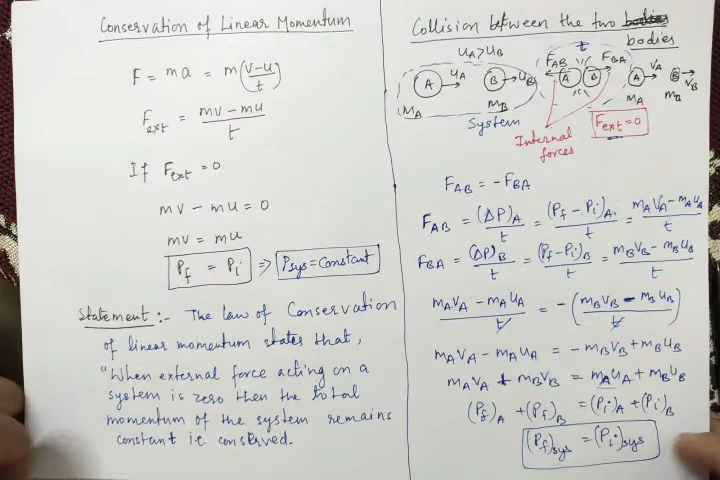 Conservation of Linear Momentum
F = ma = m(v-u/t)
Fext = mv - mu/t
If Fext = 0
mv - mu = 0
mv = mu
Pf = Pi ⇒ Psys = Constant
Statement :- The law of Conservation
of linear momentum states that,
"When external force acting on a
system is zero then the total
momentum of the system remains
constant i.e conserved.
Collision between the two bodies
bodies
uA > uB t
FAB FBA
A uA B uB A B A vA B vB
mA mB mA mB
System
Internal forces
Fext = 0
FAB = -FBA
FAB = (ΔP)A/t = (Pf - Pi)A/t = mAvA - mAuA/t
FBA = (ΔP)B/t = (Pf - Pi)B/t = mBvB - mBuB/t
mAvA - mAuA/t = -(mBvB - mBuB/t)
mAvA - mAuA = -mBvB + mBuB
mAvA + mBvB = mAuA + mBuB
(Pf)A + (Pf)B = (Pi)A + (Pi)B
(Pf)sys = (Pi)sys